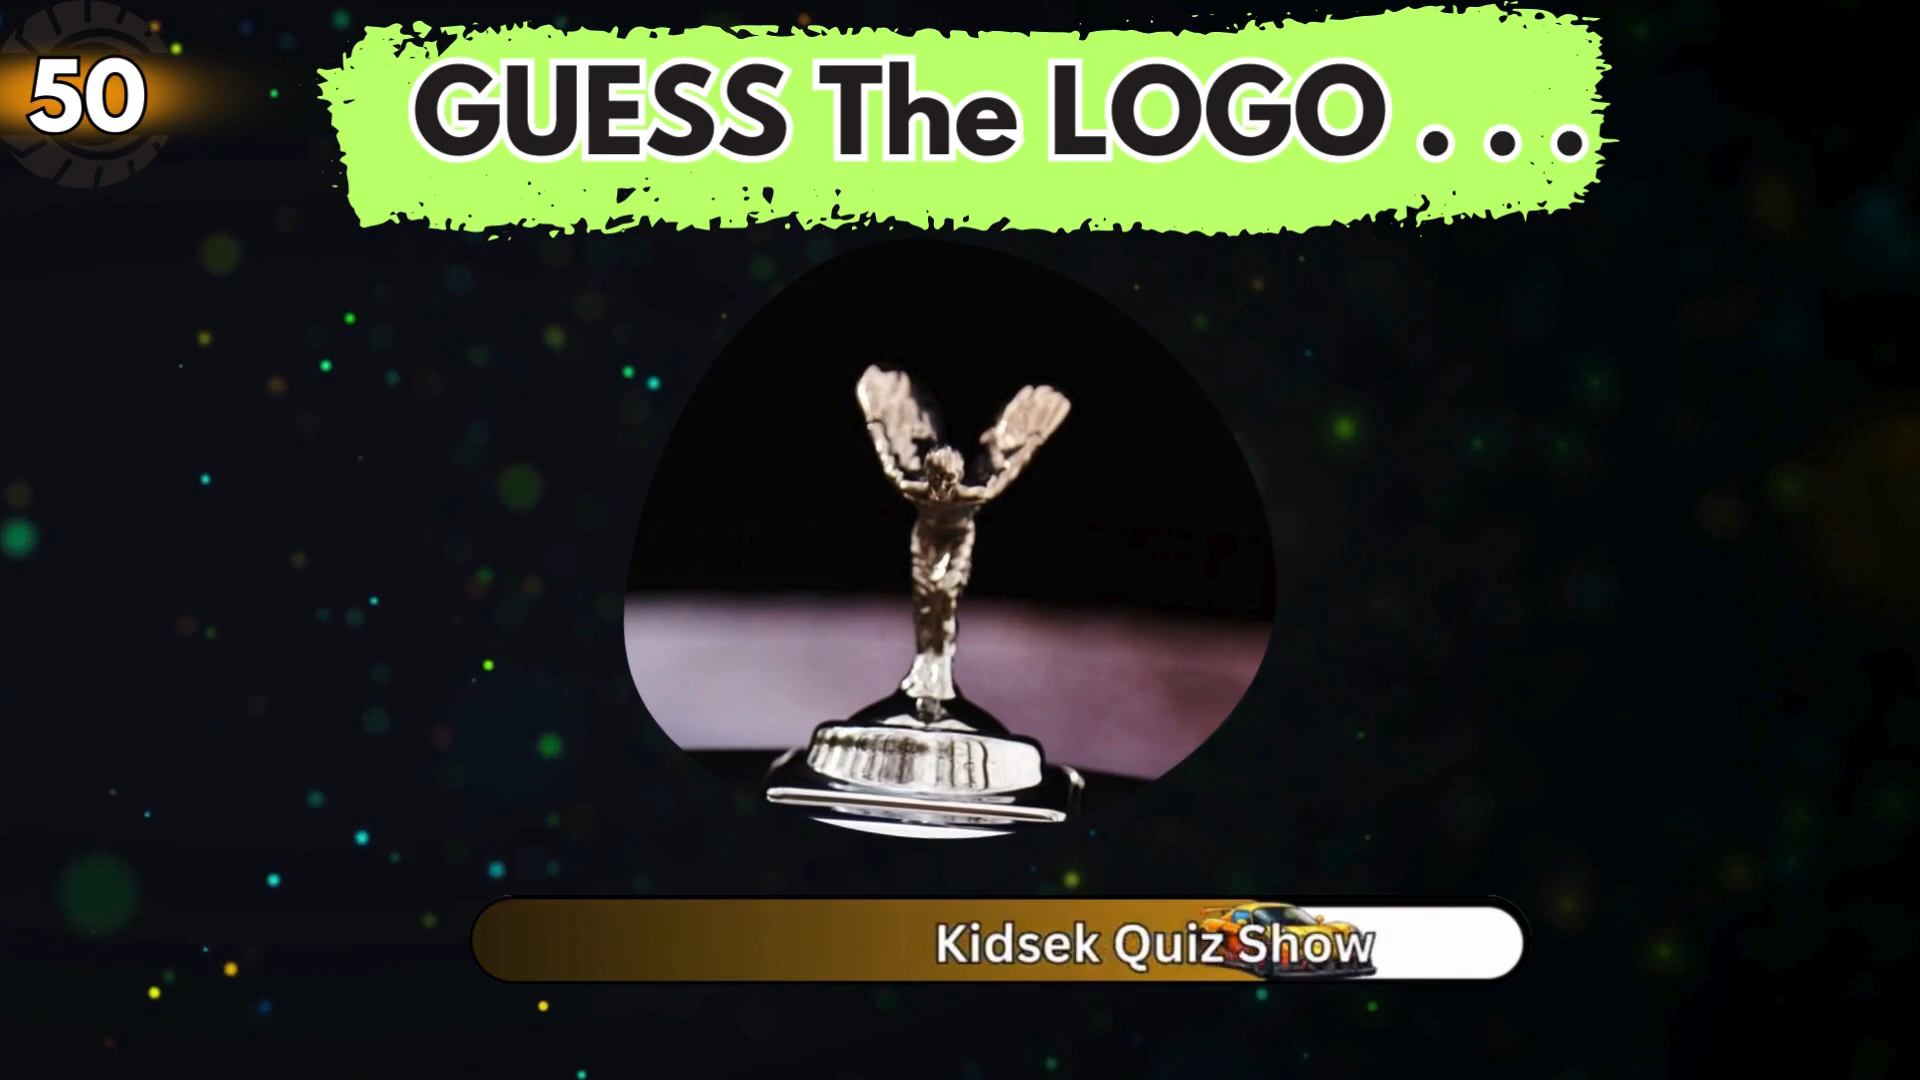 50
GUESS The LOGO . . .
Kidsek Quiz Show